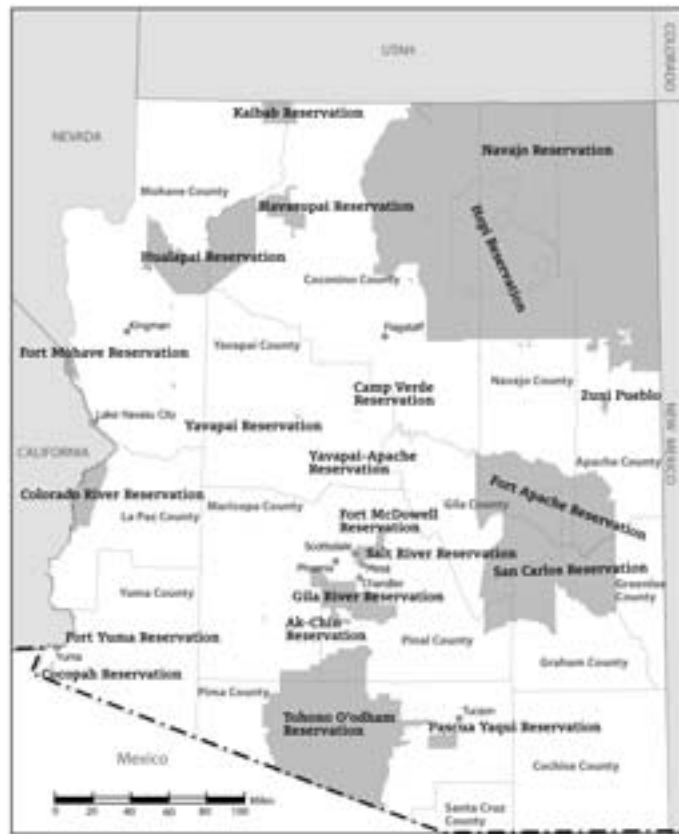 UTAH
COLORADO
NEVADA
Kaibab Reservation
Navajo Reservation
Mohave County
Havasupai Reservation
Hopi Reservation
Hualapai Reservation
Coconino County
Kingman
Flagstaff
Fort Mohave Reservation
Yavapai County
Navajo County
Camp Verde
Reservation
Zuni Pueblo
Lake Havasu City
Yavapai Reservation
NEW MEXICO
CALIFORNIA
Yavapai-Apache
Reservation
Apache County
Colorado River Reservation
Maricopa County
Gila County
Fort Apache Reservation
La Paz County
Fort McDowell
Reservation
Scottsdale
Salt River Reservation
Phoenix
Mesa
San Carlos Reservation
Chandler
Greenlee
County
Yuma County
Gila River Reservation
Ak-Chin
Reservation
Fort Yuma Reservation
Pinal County
Yuma
Graham County
Cocopah Reservation
Pima County
Tohono O'odham
Reservation
Tucson
Pascua Yaqui Reservation
Mexico
Cochise County
0 20 40 60 80 100 Miles
Santa Cruz
County